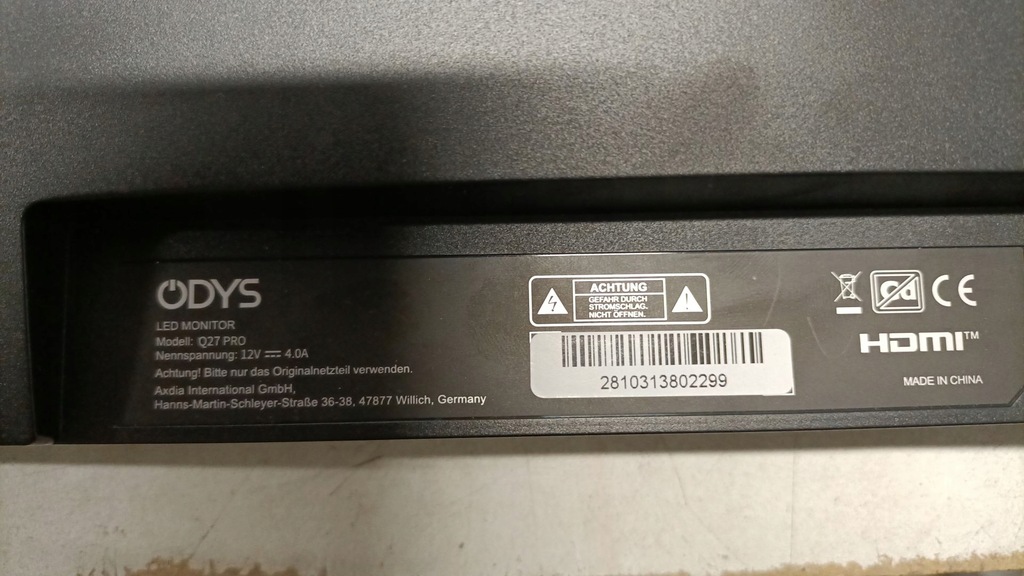 ODYS
LED MONITOR
Modell: Q27 PRO
Nennspannung: 12V ⎓ 4.0A
Achtung! Bitte nur das Originalnetzteil verwenden.
Axdia International GmbH,
Hanns-Martin-Schleyer-Straße 36-38, 47877 Willich, Germany
ACHTUNG
GEFAHR DURCH
STROMSCHLAG.
NICHT ÖFFNEN.
2810313802299
Cd
CE
HDMI™
MADE IN CHINA